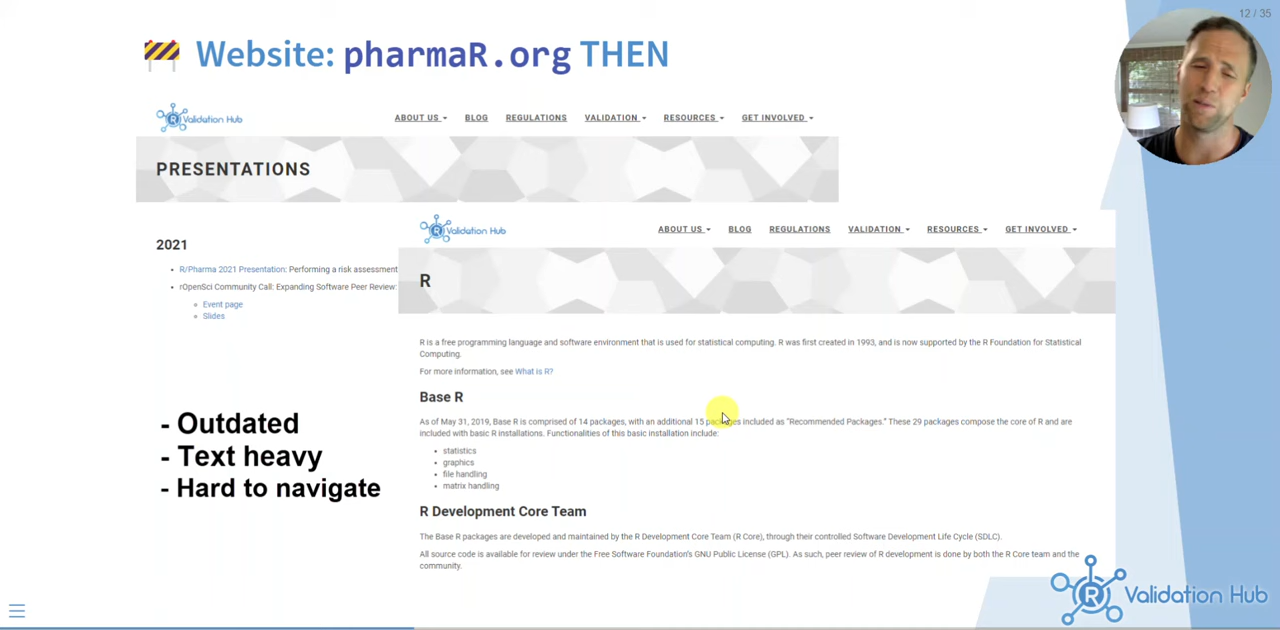 12 / 35
Website: pharmaR.org THEN
R Validation Hub
ABOUT US BLOG REGULATIONS VALIDATION RESOURCES GET INVOLVED
PRESENTATIONS
2021
R/Pharma 2021 Presentation: Performing a risk assessment
rOpenSci Community Call: Expanding Software Peer Review:
Event page
Slides
- Outdated
- Text heavy
- Hard to navigate
R Validation Hub
ABOUT US BLOG REGULATIONS VALIDATION RESOURCES GET INVOLVED
R
R is a free programming language and software environment that is used for statistical computing. R was first created in 1993, and is now supported by the R Foundation for Statistical
Computing.
For more information, see What is R?
Base R
As of May 31, 2019, Base R is comprised of 14 packages, with an additional 15 packages included as “Recommended Packages.” These 29 packages compose the core of R and are
included with basic R installations. Functionalities of this basic installation include:
statistics
graphics
file handling
matrix handling
R Development Core Team
The Base R packages are developed and maintained by the R Development Core Team (R Core), through their controlled Software Development Life Cycle (SDLC).
All source code is available for review under the Free Software Foundation's GNU Public License (GPL). As such, peer review of R development is done by both the R Core team and the
community.
R Validation Hub